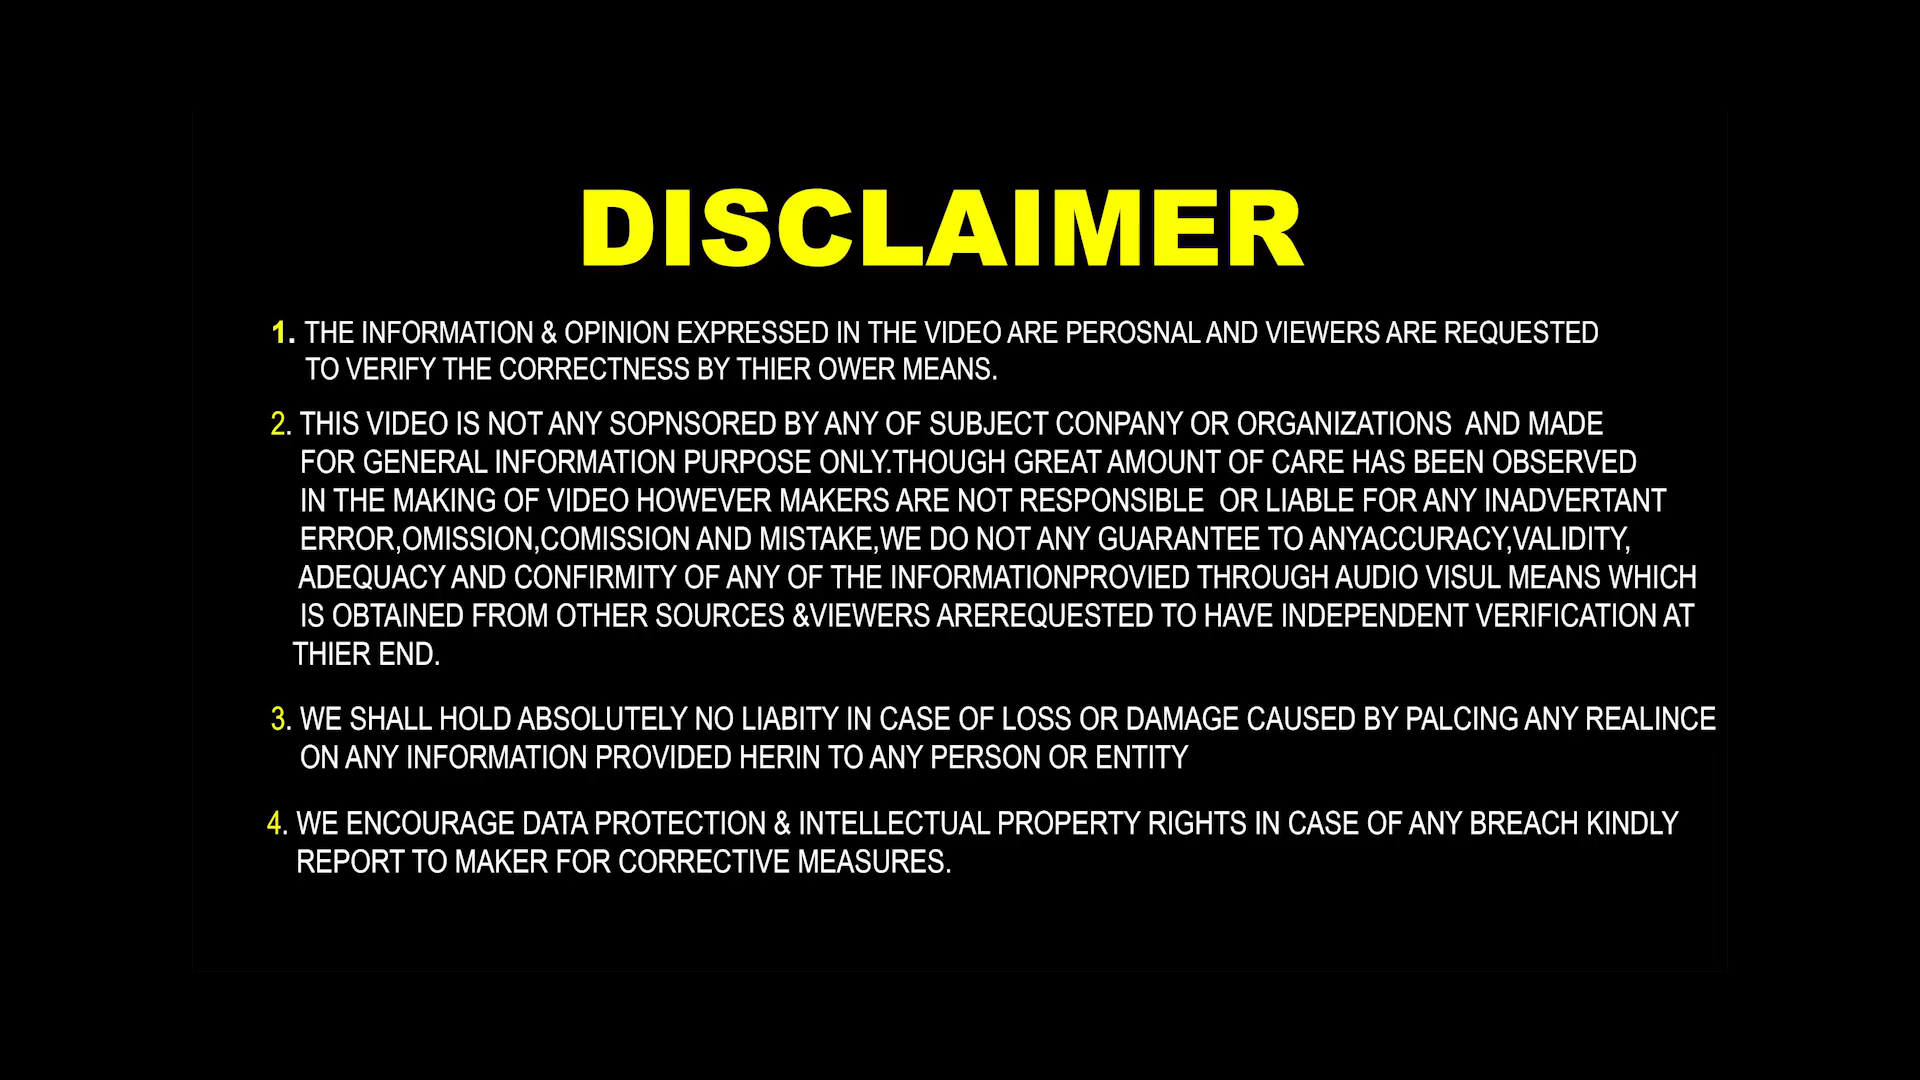 DISCLAIMER
1. THE INFORMATION & OPINION EXPRESSED IN THE VIDEO ARE PEROSNAL AND VIEWERS ARE REQUESTED
TO VERIFY THE CORRECTNESS BY THIER OWER MEANS.
2. THIS VIDEO IS NOT ANY SOPNSORED BY ANY OF SUBJECT CONPANY OR ORGANIZATIONS AND MADE
FOR GENERAL INFORMATION PURPOSE ONLY.THOUGH GREAT AMOUNT OF CARE HAS BEEN OBSERVED
IN THE MAKING OF VIDEO HOWEVER MAKERS ARE NOT RESPONSIBLE OR LIABLE FOR ANY INADVERTANT
ERROR,OMISSION,COMISSION AND MISTAKE,WE DO NOT ANY GUARANTEE TO ANYACCURACY,VALIDITY,
ADEQUACY AND CONFIRMITY OF ANY OF THE INFORMATIONPROVIED THROUGH AUDIO VISUL MEANS WHICH
IS OBTAINED FROM OTHER SOURCES &VIEWERS AREREQUESTED TO HAVE INDEPENDENT VERIFICATION AT
THIER END.
3. WE SHALL HOLD ABSOLUTELY NO LIABITY IN CASE OF LOSS OR DAMAGE CAUSED BY PALCING ANY REALINCE
ON ANY INFORMATION PROVIDED HERIN TO ANY PERSON OR ENTITY
4. WE ENCOURAGE DATA PROTECTION & INTELLECTUAL PROPERTY RIGHTS IN CASE OF ANY BREACH KINDLY
REPORT TO MAKER FOR CORRECTIVE MEASURES.